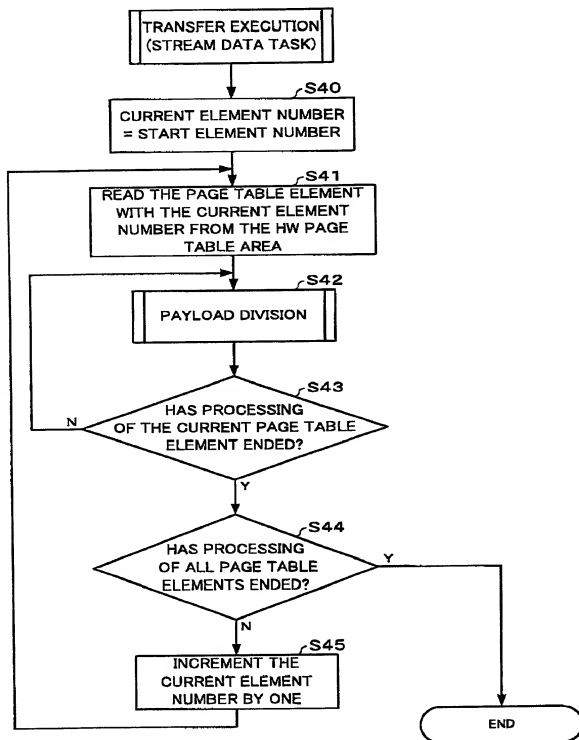 TRANSFER EXECUTION
(STREAM DATA TASK)
S40
CURRENT ELEMENT NUMBER
= START ELEMENT NUMBER
S41
READ THE PAGE TABLE ELEMENT
WITH THE CURRENT ELEMENT
NUMBER FROM THE HW PAGE
TABLE AREA
S42
PAYLOAD DIVISION
S43
HAS PROCESSING
OF THE CURRENT PAGE TABLE
ELEMENT ENDED?
N
Y
S44
HAS PROCESSING
OF ALL PAGE TABLE
ELEMENTS ENDED?
Y
N
S45
INCREMENT THE
CURRENT ELEMENT
NUMBER BY ONE
END